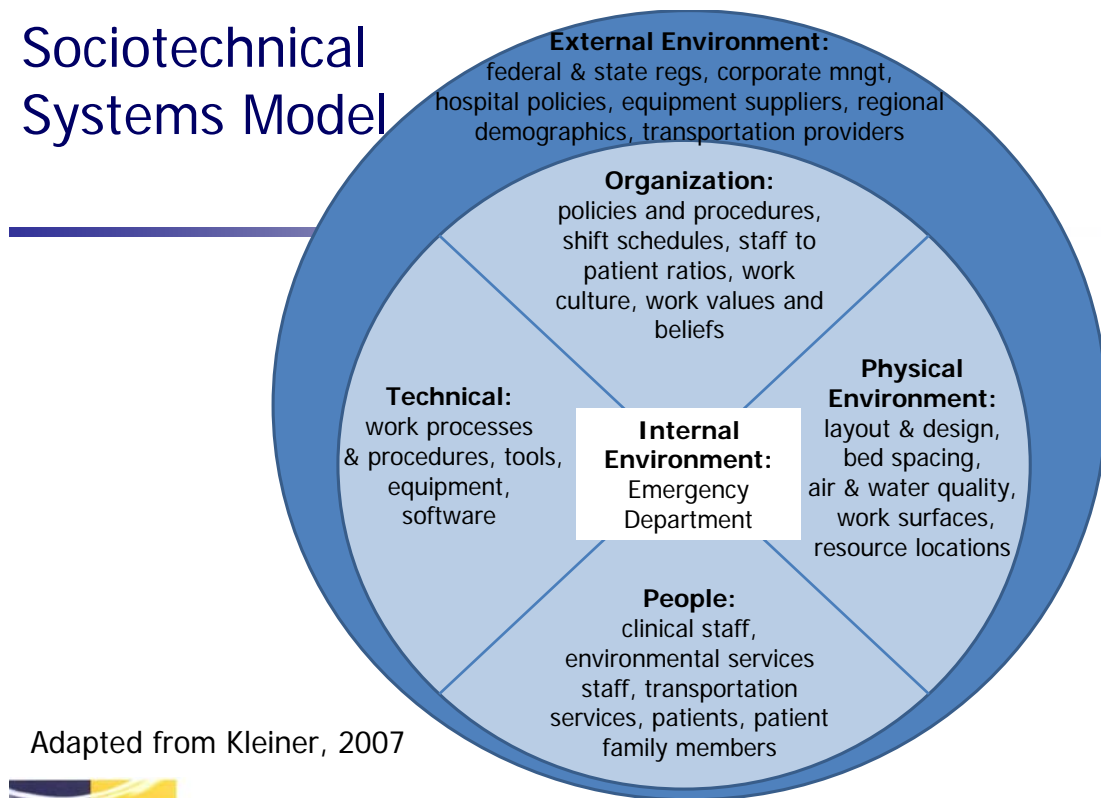 Sociotechnical
Systems Model
External Environment:
federal & state regs, corporate mngt,
hospital policies, equipment suppliers, regional
demographics, transportation providers
Organization:
policies and procedures,
shift schedules, staff to
patient ratios, work
culture, work values and
beliefs
Technical:
work processes
& procedures, tools,
equipment,
software
Internal
Environment:
Emergency
Department
Physical
Environment:
layout & design,
bed spacing,
air & water quality,
work surfaces,
resource locations
People:
clinical staff,
environmental services
staff, transportation
services, patients, patient
family members
Adapted from Kleiner, 2007